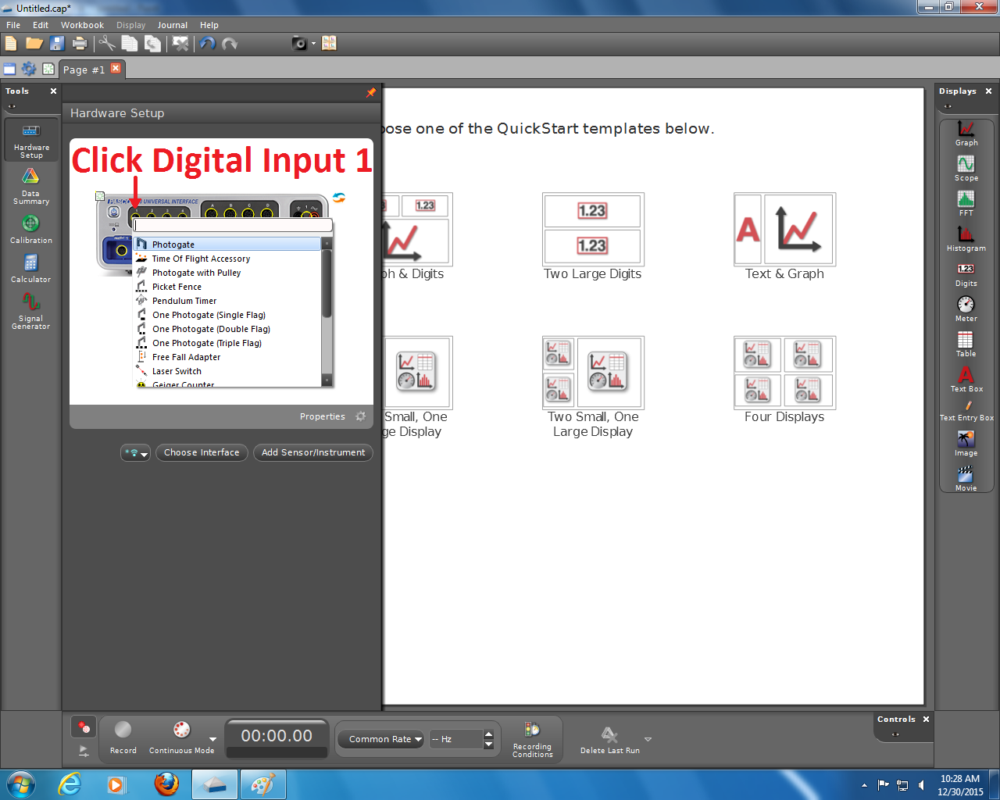 Untitled.cap*
File Edit Workbook Display Journal Help
Page #1
Tools
Hardware Setup
Displays
Hardware
Setup
Data
Summary
Calibration
Calculator
Signal
Generator
Click Digital Input 1
UNIVERSAL INTERFACE
1 2 3 4 A B C D
Photogate
Time Of Flight Accessory
Photogate with Pulley
Picket Fence
Pendulum Timer
One Photogate (Single Flag)
One Photogate (Double Flag)
One Photogate (Triple Flag)
Free Fall Adapter
Laser Switch
Geiger Counter
Properties
Choose Interface
Add Sensor/Instrument
oose one of the QuickStart templates below.
1.23
ph & Digits
1.23
1.23
Two Large Digits
A
Text & Graph
Small, One
ge Display
Two Small, One
Large Display
Four Displays
Graph
Scope
FFT
Histogram
1.23
Digits
Meter
Table
A
Text Box
Text Entry Box
Image
Movie
Record
Continuous Mode
00:00.00
Common Rate
-- Hz
Recording
Conditions
Delete Last Run
Controls
10:28 AM
12/30/2015